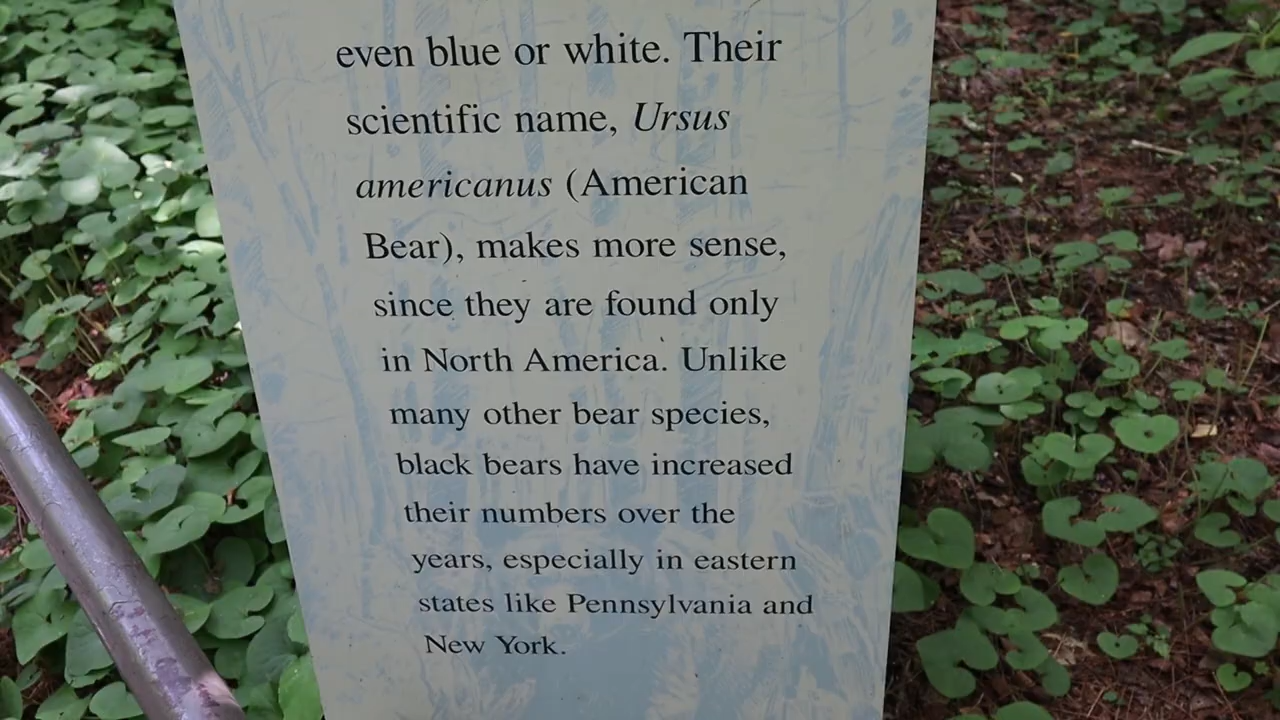 even blue or white. Their
scientific name, Ursus
americanus (American
Bear), makes more sense,
since they are found only
in North America. Unlike
many other bear species,
black bears have increased
their numbers over the
years, especially in eastern
states like Pennsylvania and
New York.